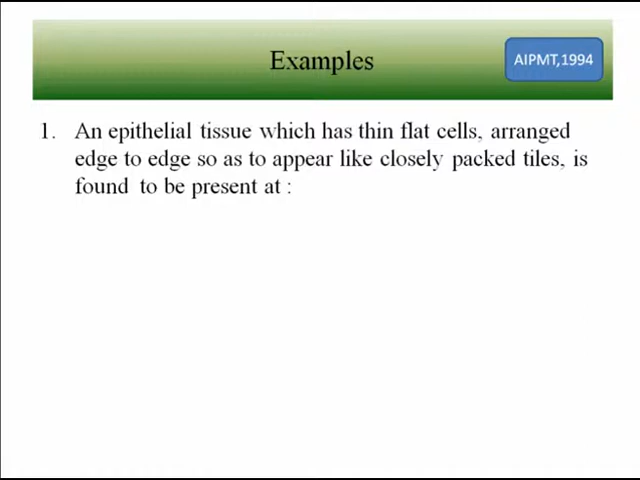 Examples
AIPMT,1994
1. An epithelial tissue which has thin flat cells, arranged
edge to edge so as to appear like closely packed tiles, is
found to be present at :